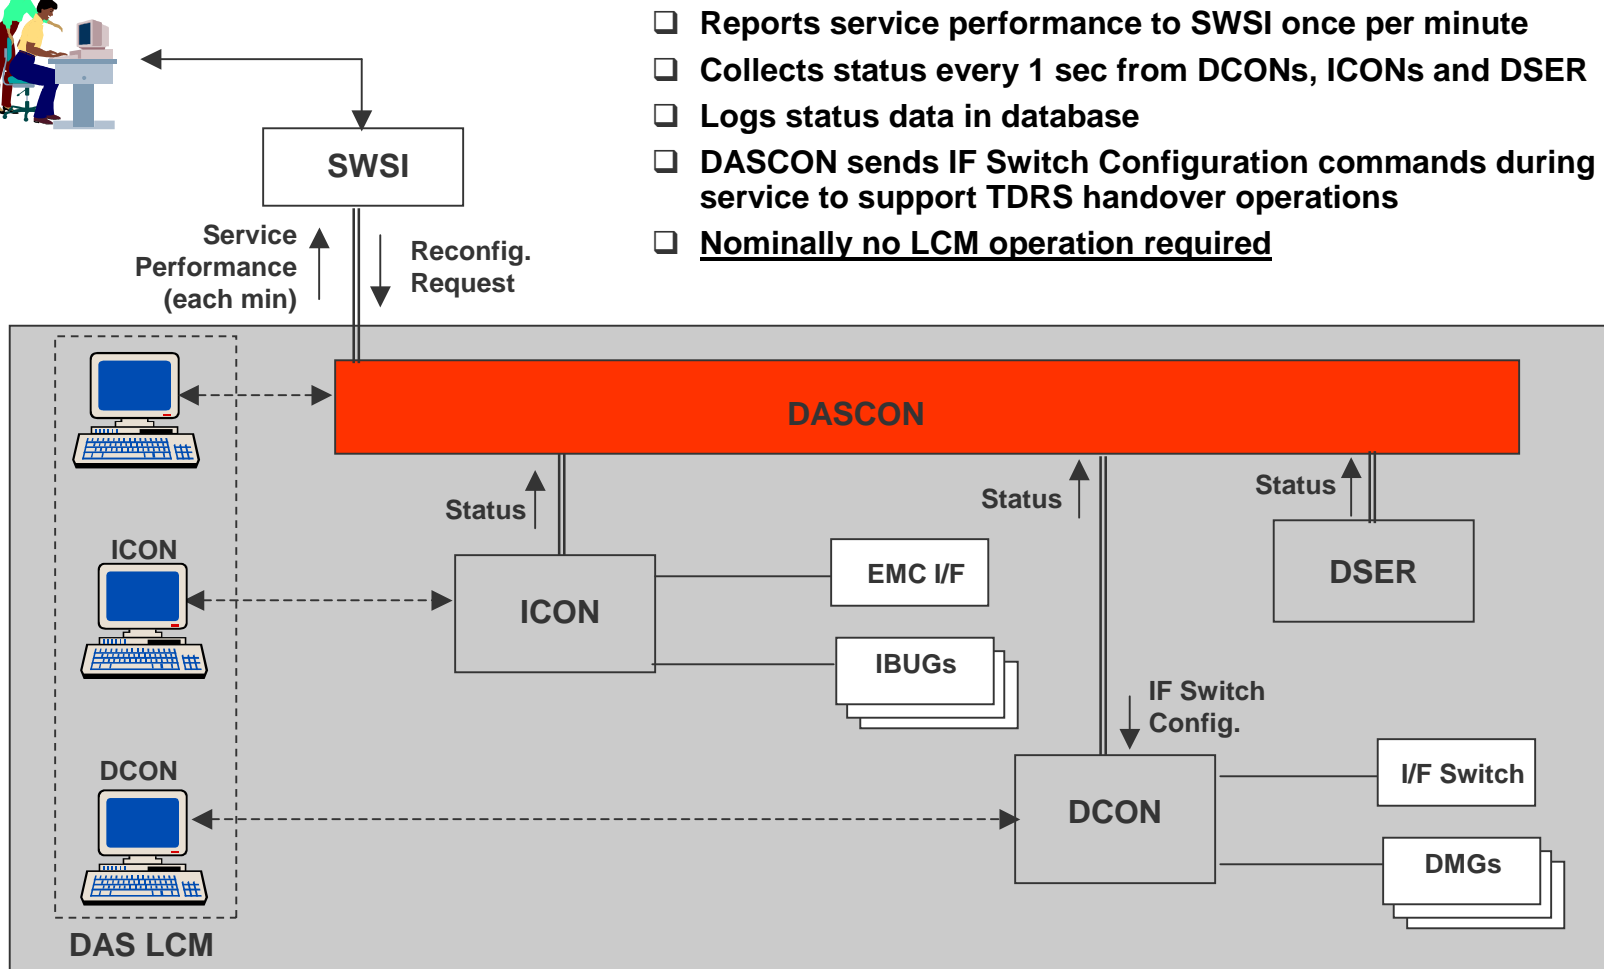 ❑ Reports service performance to SWSI once per minute
❑ Collects status every 1 sec from DCONs, ICONs and DSER
❑ Logs status data in database
❑ DASCON sends IF Switch Configuration commands during
service to support TDRS handover operations
❑ Nominally no LCM operation required
SWSI
Service
Performance
(each min)
Reconfig.
Request
DASCON
Status
Status
Status
ICON
ICON
EMC I/F
IBUGs
DSER
IF Switch
Config.
DCON
DCON
I/F Switch
DMGs
DAS LCM